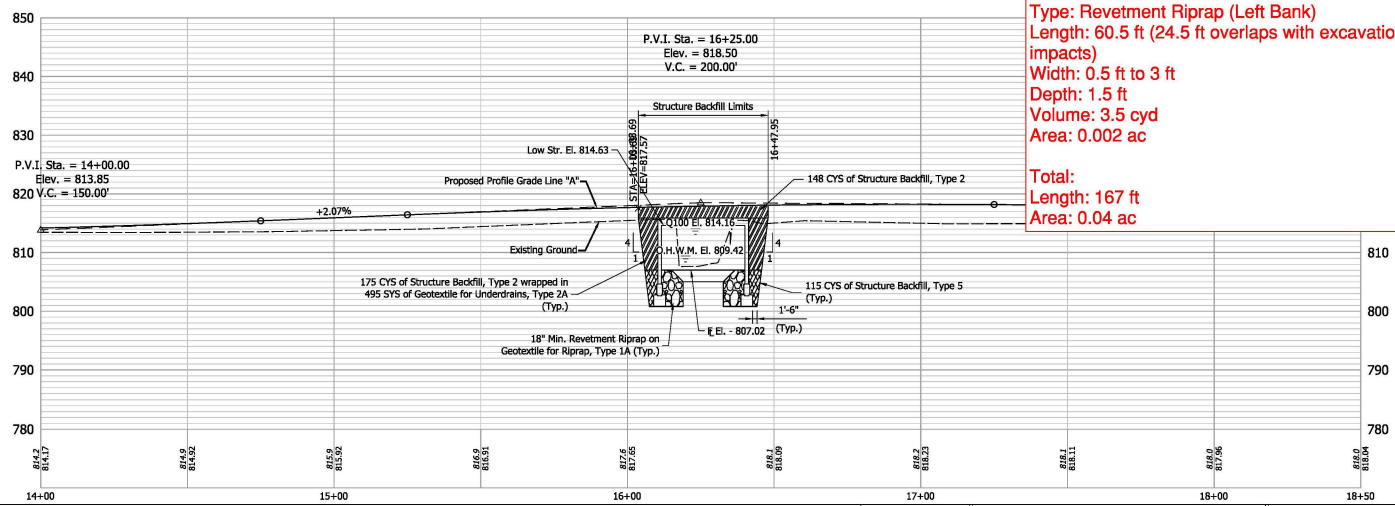 850
840
830
820
810
800
790
780
P.V.I. Sta. = 14+00.00
Elev. = 813.85
V.C. = 150.00'
+2.07%
P.V.I. Sta. = 16+25.00
Elev. = 818.50
V.C. = 200.00'
Structure Backfill Limits
ELEV=817.57
16+47.95
Low Str. El. 814.63
Proposed Profile Grade Line "A"
Existing Ground
148 CYS of Structure Backfill, Type 2
Q100 El. 814.16
O.H.W.M. El. 809.42
4
1
4
1
175 CYS of Structure Backfill, Type 2 wrapped in
495 SYS of Geotextile for Underdrains, Type 2A
(Typ.)
115 CYS of Structure Backfill, Type 5
(Typ.)
1'-6"
(Typ.)
18" Min. Revetment Riprap on
Geotextile for Riprap, Type 1A (Typ.)
El. - 807.02
Type: Revetment Riprap (Left Bank)
Length: 60.5 ft (24.5 ft overlaps with excavatio
impacts)
Width: 0.5 ft to 3 ft
Depth: 1.5 ft
Volume: 3.5 cyd
Area: 0.002 ac
Total:
Length: 167 ft
Area: 0.04 ac
810
800
790
780
814.2
814.17
814.9
814.92
815.9
815.92
816.9
816.91
817.6
817.65
818.1
818.09
818.2
818.23
818.1
818.11
818.0
817.96
818.0
818.04
14+00
15+00
16+00
17+00
18+00
18+50